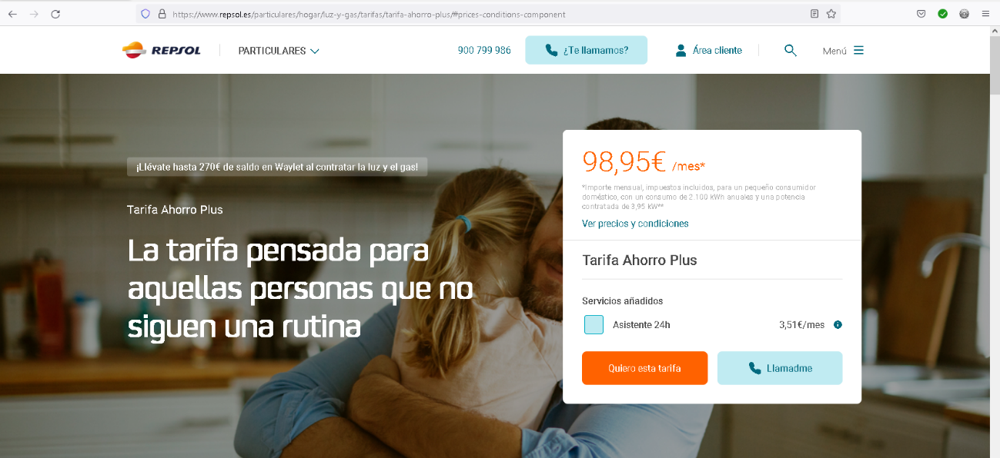 https://www.repsol.es/particulares/hogar/luz-y-gas/tarifas/tarifa-ahorro-plus/#prices-conditions-component
REPSOL
PARTICULARES
900 799 986
¿Te llamamos?
Área cliente
Menú
¡Llévate hasta 270€ de saldo en Waylet al contratar la luz y el gas!
Tarifa Ahorro Plus
La tarifa pensada para
aquellas personas que no
siguen una rutina
98,95€ /mes*
*Importe mensual, impuestos incluidos, para un pequeño consumidor
doméstico, con un consumo de 2.100 kWh anuales y una potencia
contratada de 3,95 kW**
Ver precios y condiciones
Tarifa Ahorro Plus
Servicios añadidos
Asistente 24h 3,51€/mes
Quiero esta tarifa
Llamadme